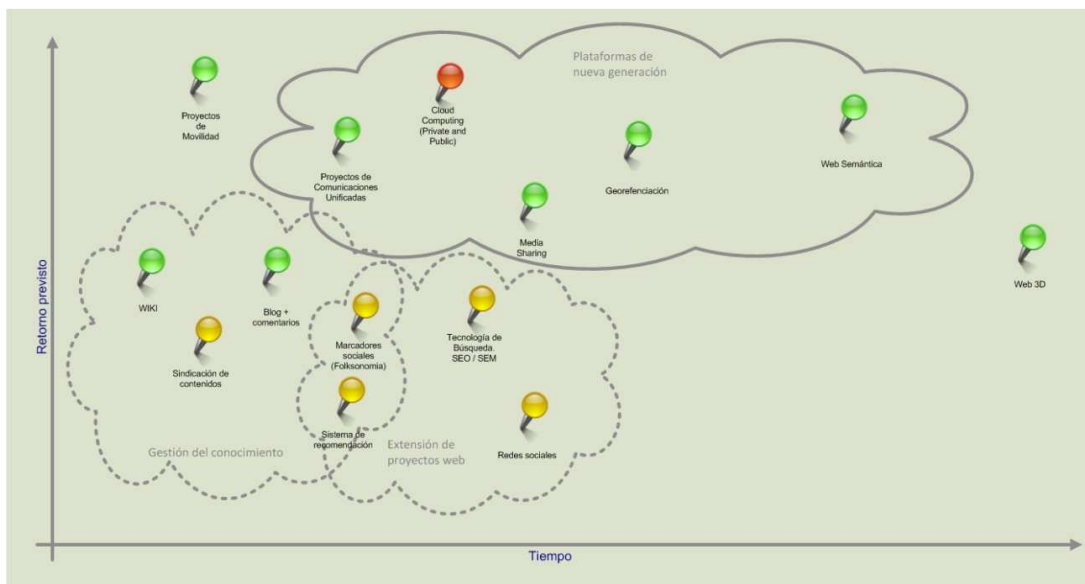 Plataformas de
nueva generación
Proyectos
de
Movilidad
Cloud
Computing
(Private and
Public)
Proyectos de
Comunicaciones
Unificadas
Georefenciación
Web Semántica
Media
Sharing
Web 3D
WIKI
Blog +
comentarios
Marcadores
sociales
(Folksonomia)
Tecnología de
Búsqueda.
SEO / SEM
Sindicación de
contenidos
Sistema de
recomendación
Redes sociales
Gestión del conocimiento
Extensión de
proyectos web
Retorno previsto
Tiempo